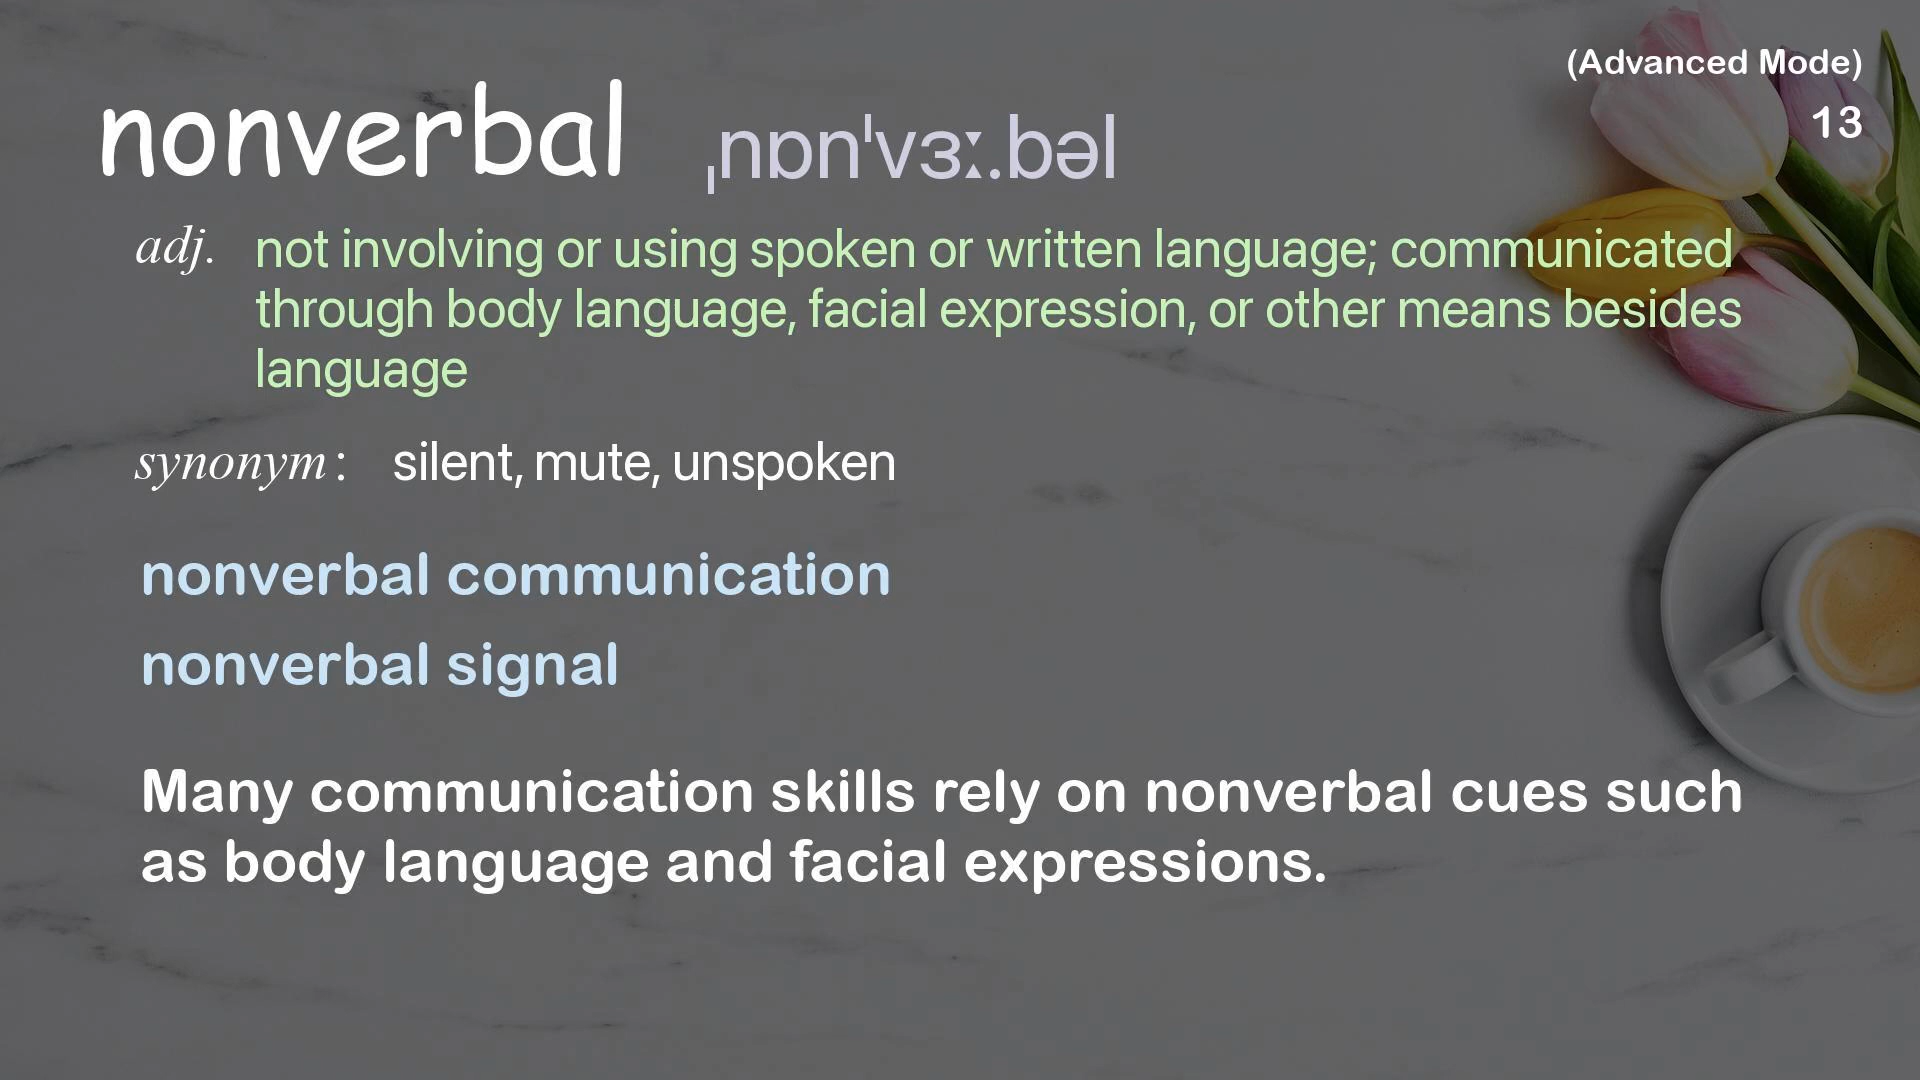 (Advanced Mode)
13
nonverbal ˌnɒnˈvɜː.bəl
adj. not involving or using spoken or written language; communicated
through body language, facial expression, or other means besides
language
synonym: silent, mute, unspoken
nonverbal communication
nonverbal signal
Many communication skills rely on nonverbal cues such
as body language and facial expressions.